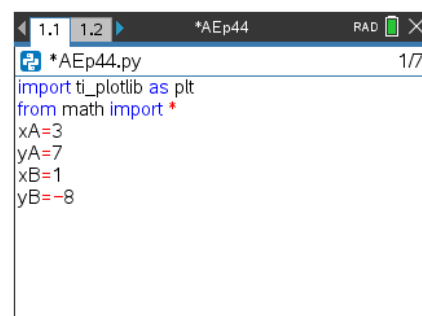 1.1 1.2 *AEp44 RAD
*AEp44.py 1/7
import ti_plotlib as plt
from math import *
xA=3
yA=7
xB=1
yB=−8